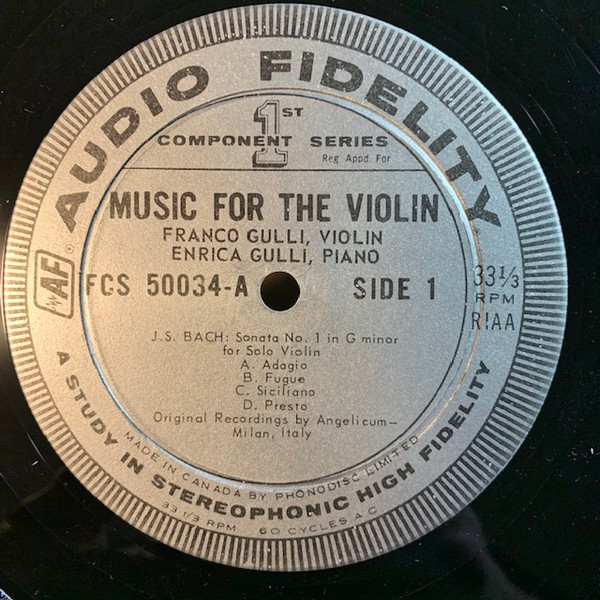 AUDIO FIDELITY
1ST
COMPONENT SERIES
Reg Appd. For
MUSIC FOR THE VIOLIN
FRANCO GULLI, VIOLIN
ENRICA GULLI, PIANO
AF ®
FCS 50034-A
SIDE 1
33 1/3
RPM
RIAA
J.S. BACH: Sonata No. 1 in G minor
for Solo Violin
A. Adagio
B. Fugue
C. Siciliano
D. Presto
Original Recordings by Angelicum—
Milan, Italy
MADE IN CANADA BY PHONODISC LIMITED
A STUDY IN STEREOPHONIC HIGH FIDELITY
33 1/3 RPM 60 CYCLES A.C